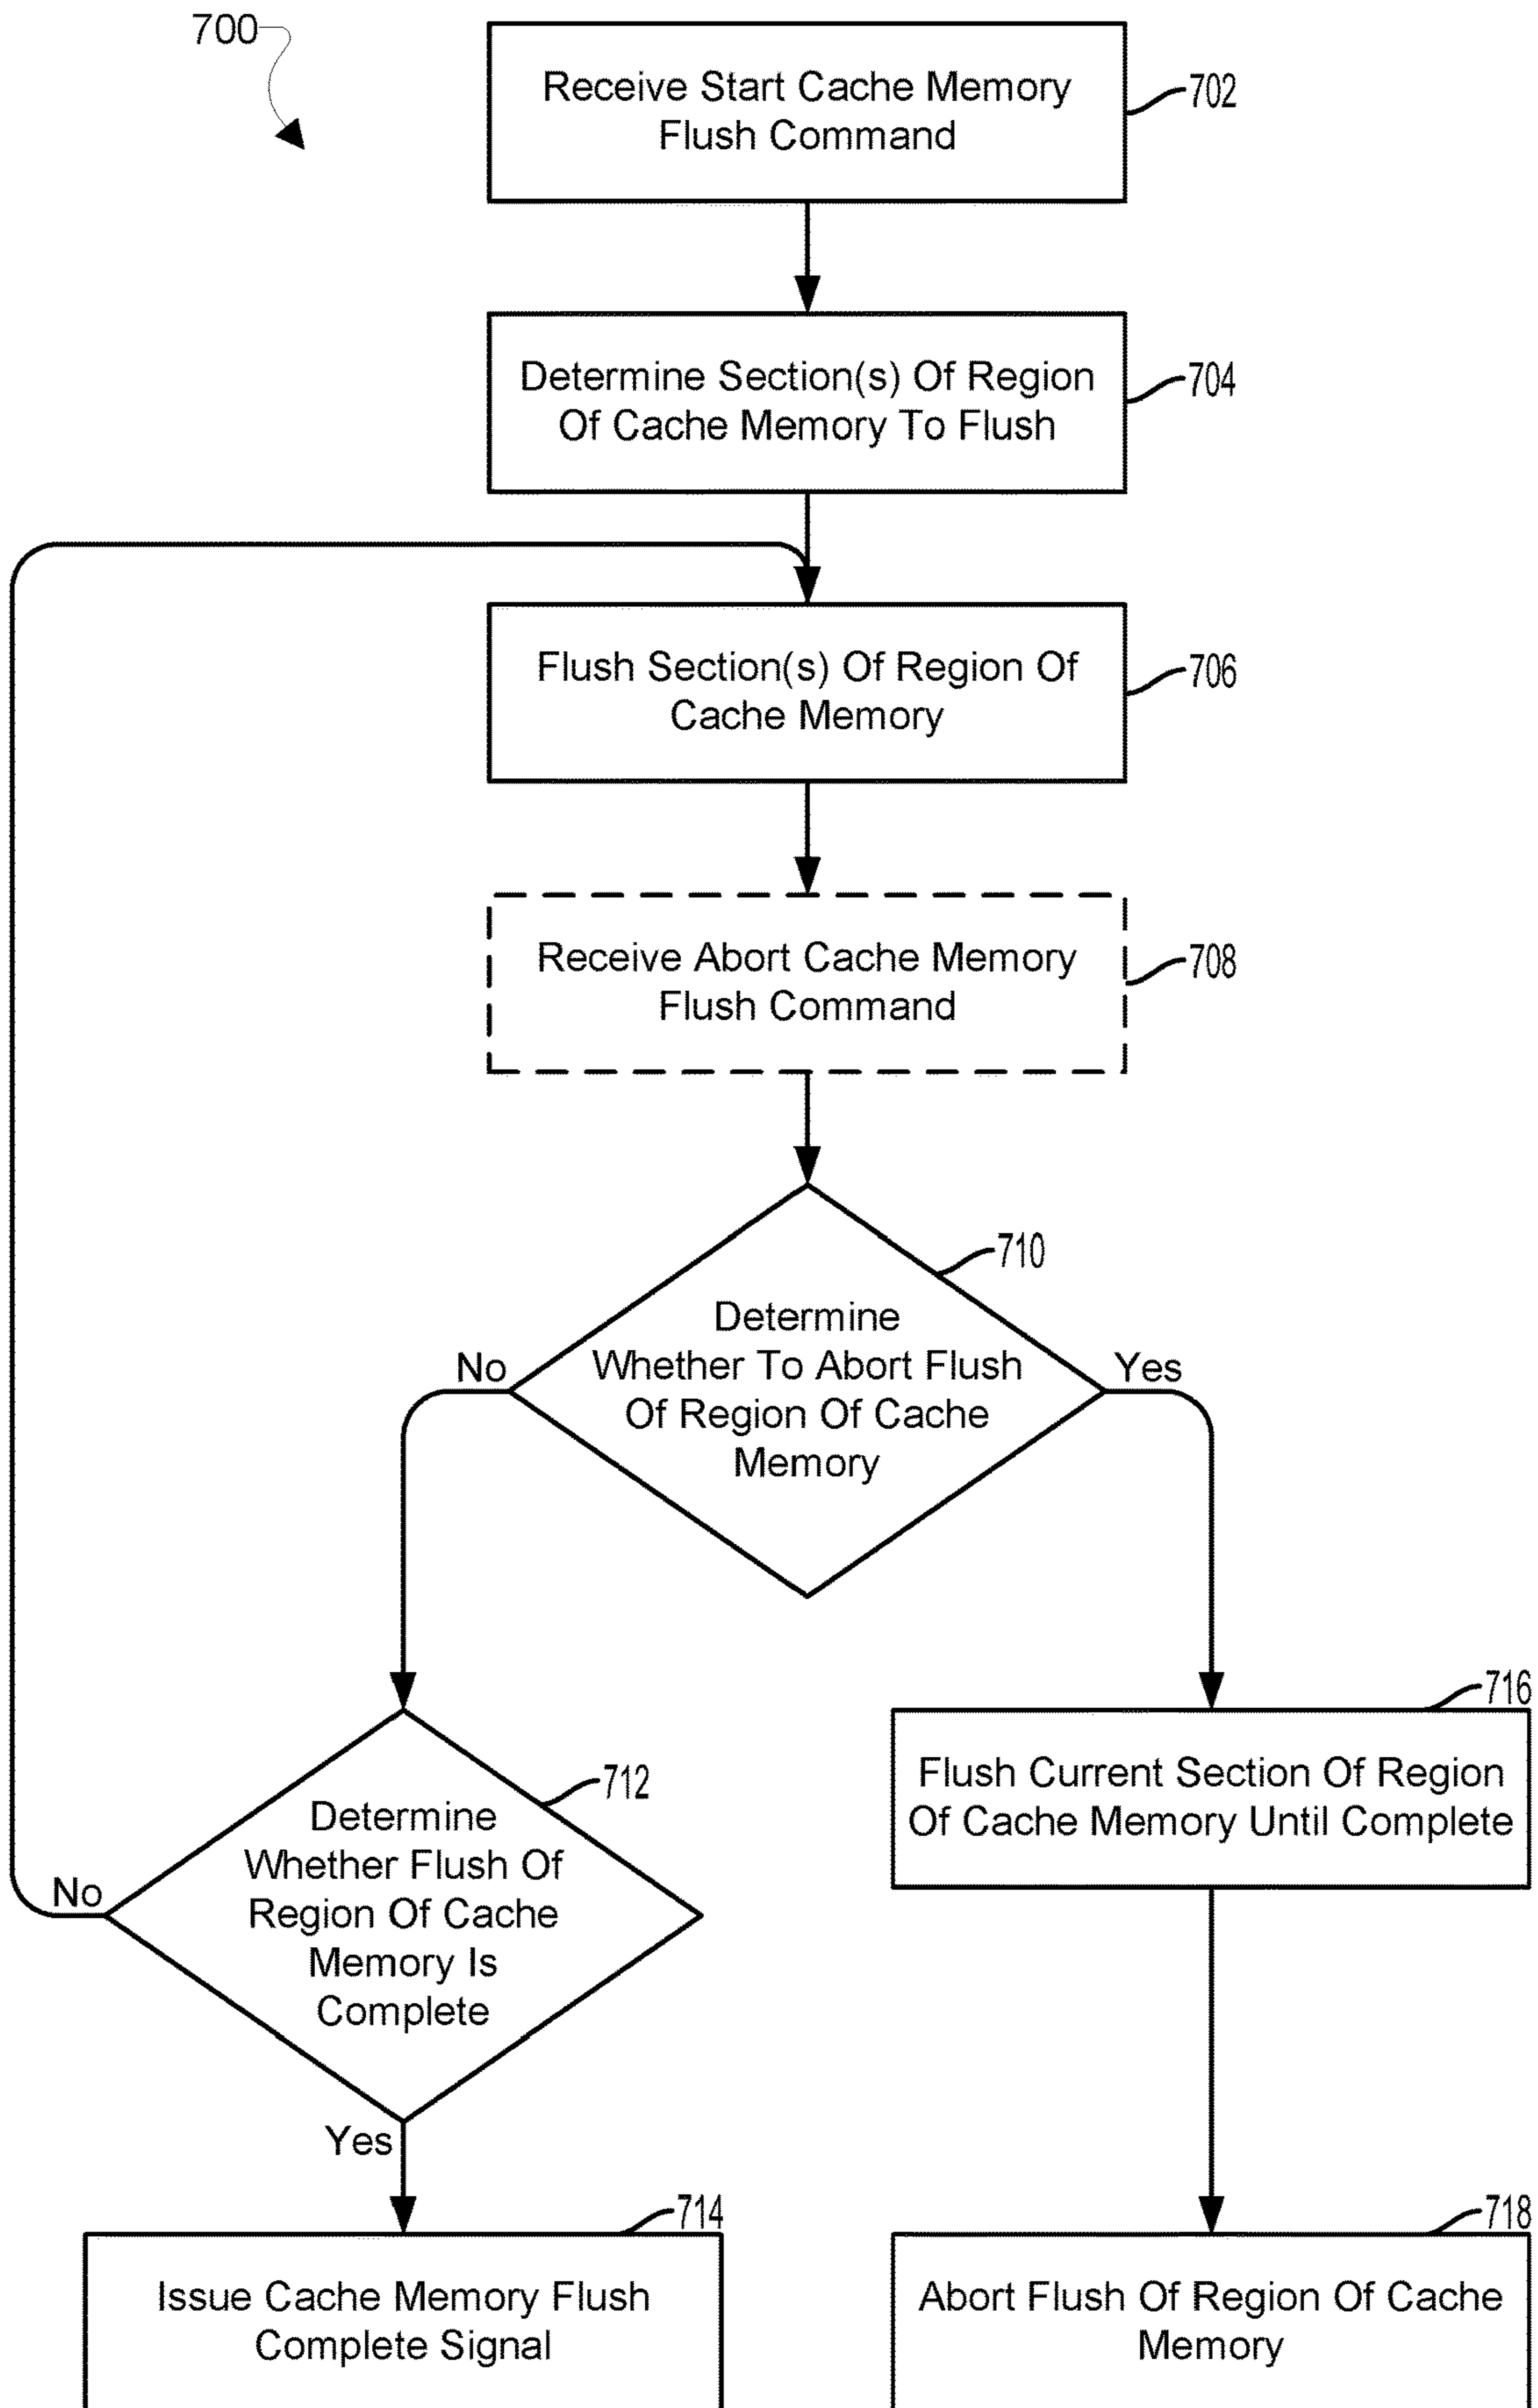 700
Receive Start Cache Memory
Flush Command
702
Determine Section(s) Of Region
Of Cache Memory To Flush
704
Flush Section(s) Of Region Of
Cache Memory
706
Receive Abort Cache Memory
Flush Command
708
710
Determine
Whether To Abort Flush
Of Region Of Cache
Memory
No
Yes
712
Determine
Whether Flush Of
Region Of Cache
Memory Is
Complete
No
Yes
716
Flush Current Section Of Region
Of Cache Memory Until Complete
714
Issue Cache Memory Flush
Complete Signal
718
Abort Flush Of Region Of Cache
Memory